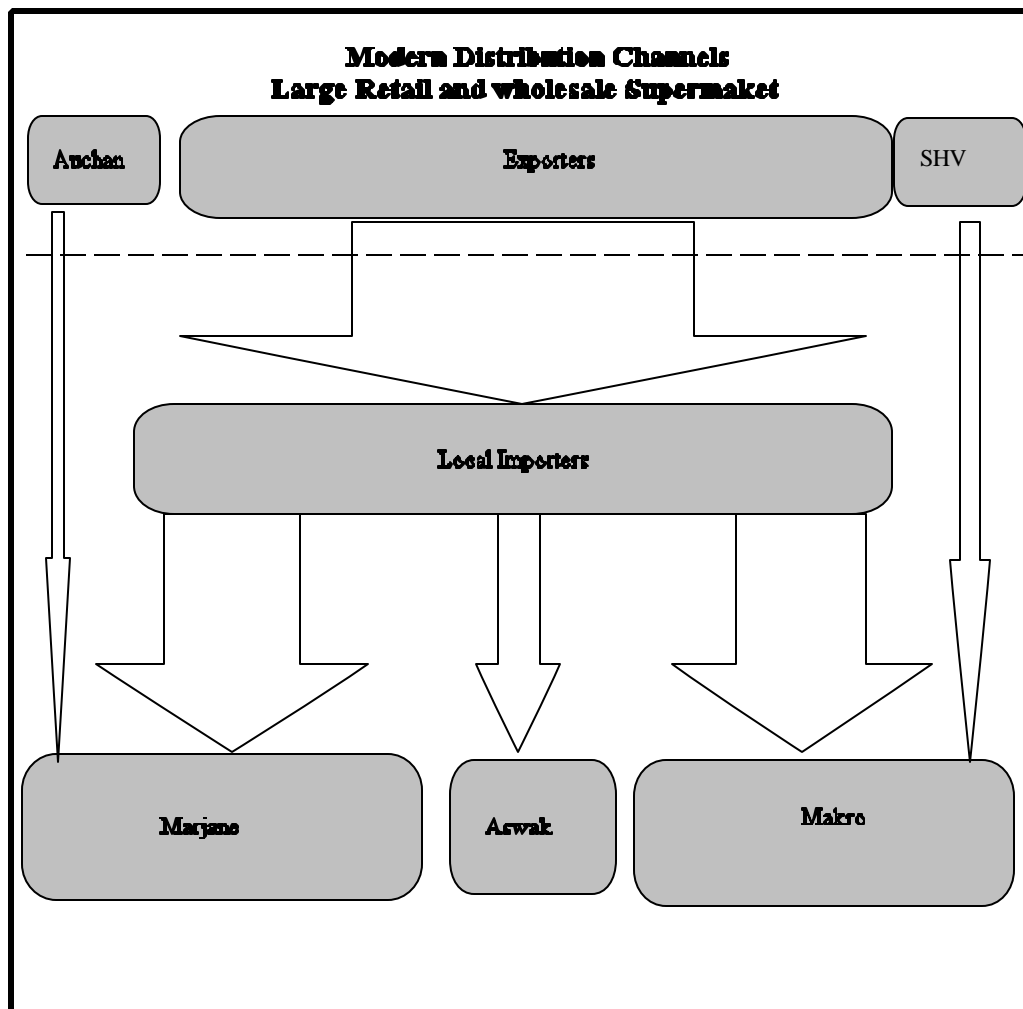 Modern Distribution Channels
Large Retail and wholesale Supermaket
Auchan
Exporters
SHV
Local Importers
Marjane
Aswak
Makro